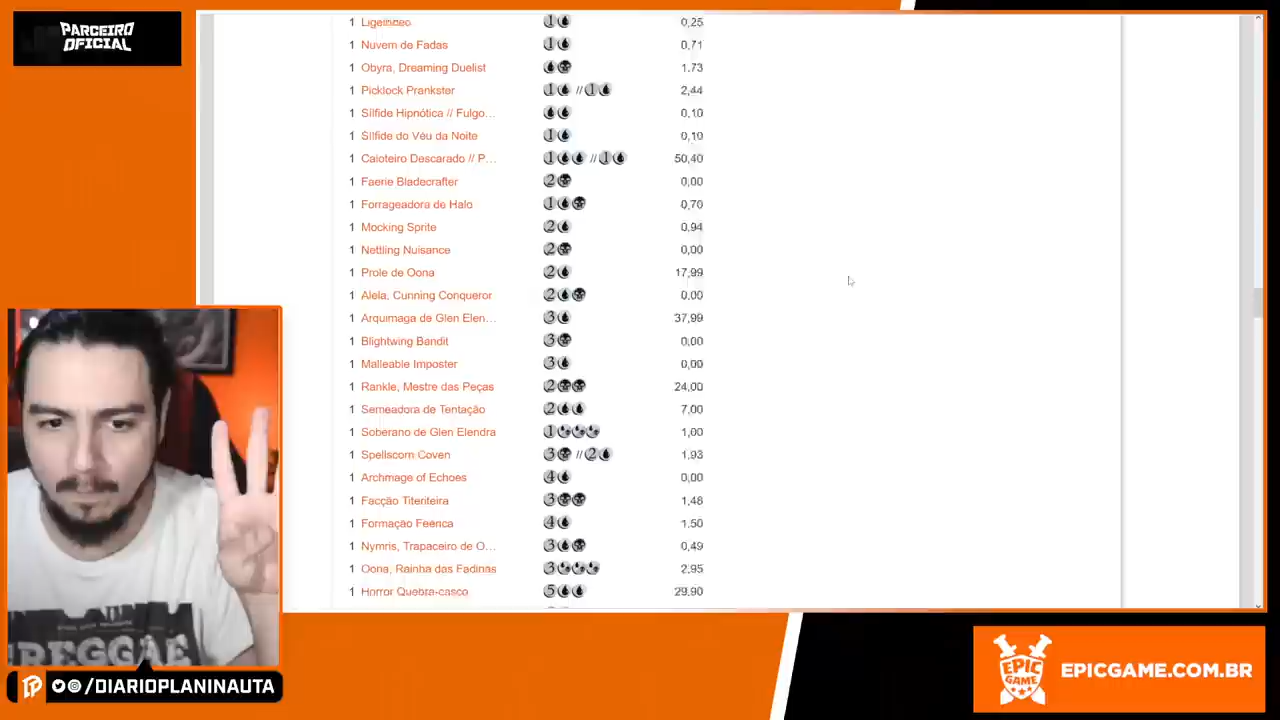 PARCEIRO
OFICIAL
1 Ligeirinho 0,25
1 Nuvem de Fadas 0,71
1 Obyra, Dreaming Duelist 1,73
1 Picklock Prankster // 2,44
1 Sílfide Hipnótica // Fulgo... 0,10
1 Sílfide do Véu da Noite 0,10
1 Caloteiro Descarado // P... // 50,40
1 Faerie Bladecrafter 0,00
1 Forrageadora de Halo 0,70
1 Mocking Sprite 0,94
1 Nettling Nuisance 0,00
1 Prole de Oona 17,99
1 Alela, Cunning Conqueror 0,00
1 Arquimaga de Glen Elen... 37,99
1 Blightwing Bandit 0,00
1 Malleable Imposter 0,00
1 Rankle, Mestre das Peças 24,00
1 Semeadora de Tentação 7,00
1 Soberano de Glen Elendra 1,00
1 Spellscorn Coven // 1,93
1 Archmage of Echoes 0,00
1 Facção Titeriteira 1,46
1 Formação Feérica 1,50
1 Nymris, Trapaceiro de O... 0,49
1 Oona, Rainha das Fadinas 2,95
1 Horror Quebra-casco 29,90
REGGAE
/DIARIOPLANINAUTA
EPIC
GAME
EPICGAME.COM.BR